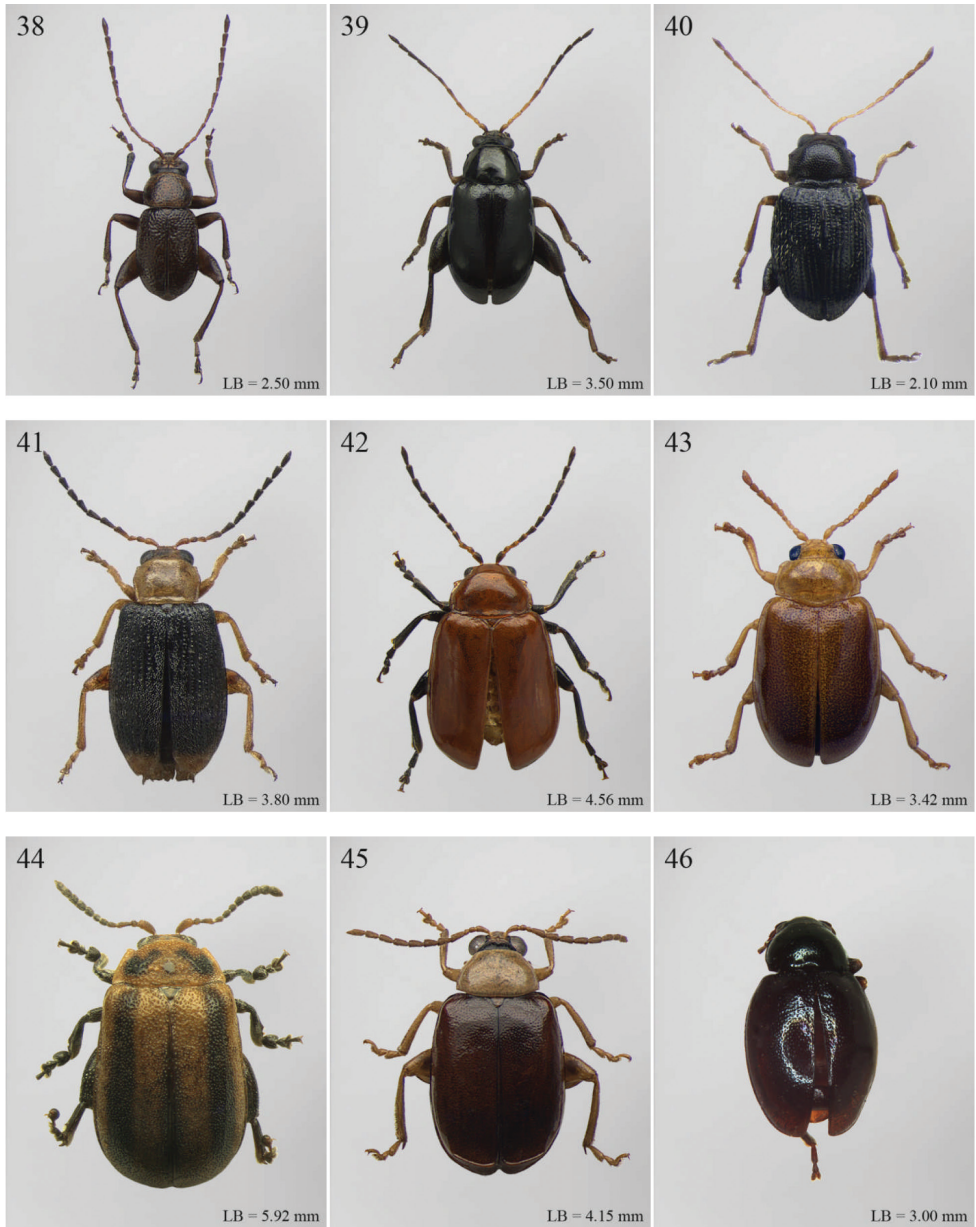 38
LB = 2.50 mm
39
LB = 3.50 mm
40
LB = 2.10 mm
41
LB = 3.80 mm
42
LB = 4.56 mm
43
LB = 3.42 mm
44
LB = 5.92 mm
45
LB = 4.15 mm
46
LB = 3.00 mm